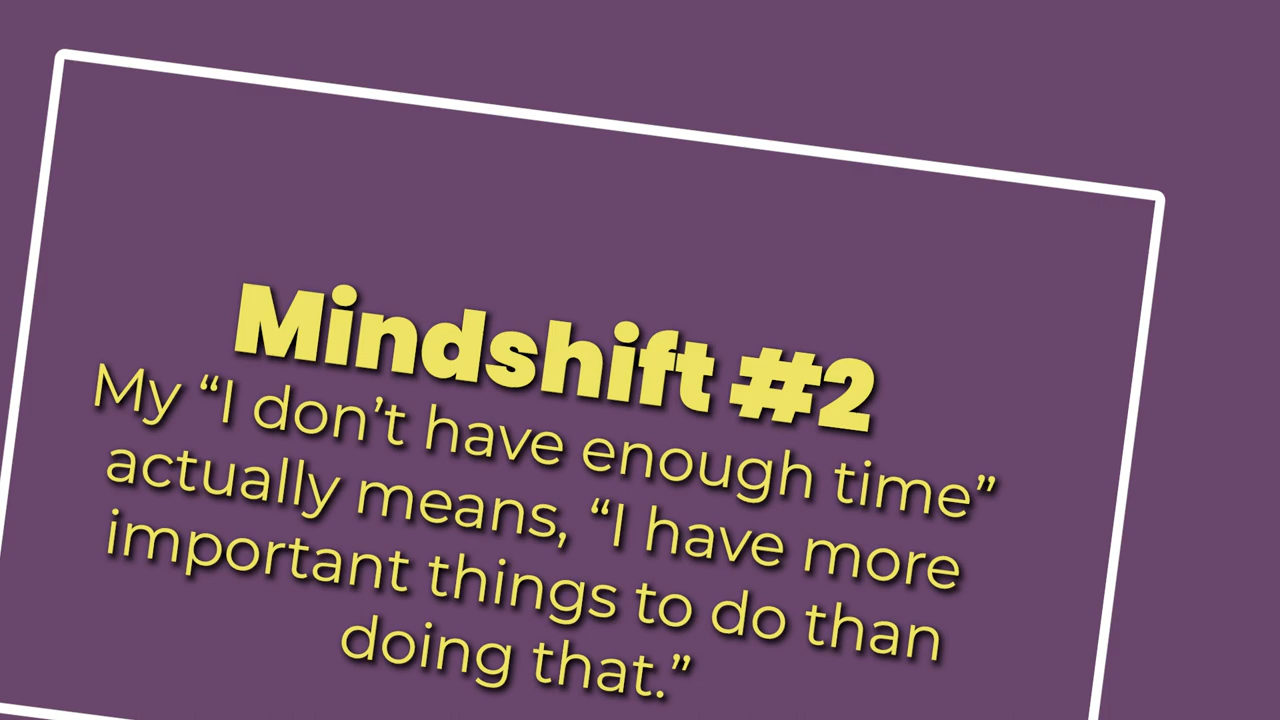 Mindshift #2
My “I don’t have enough time”
actually means, “I have more
important things to do than
doing that.”